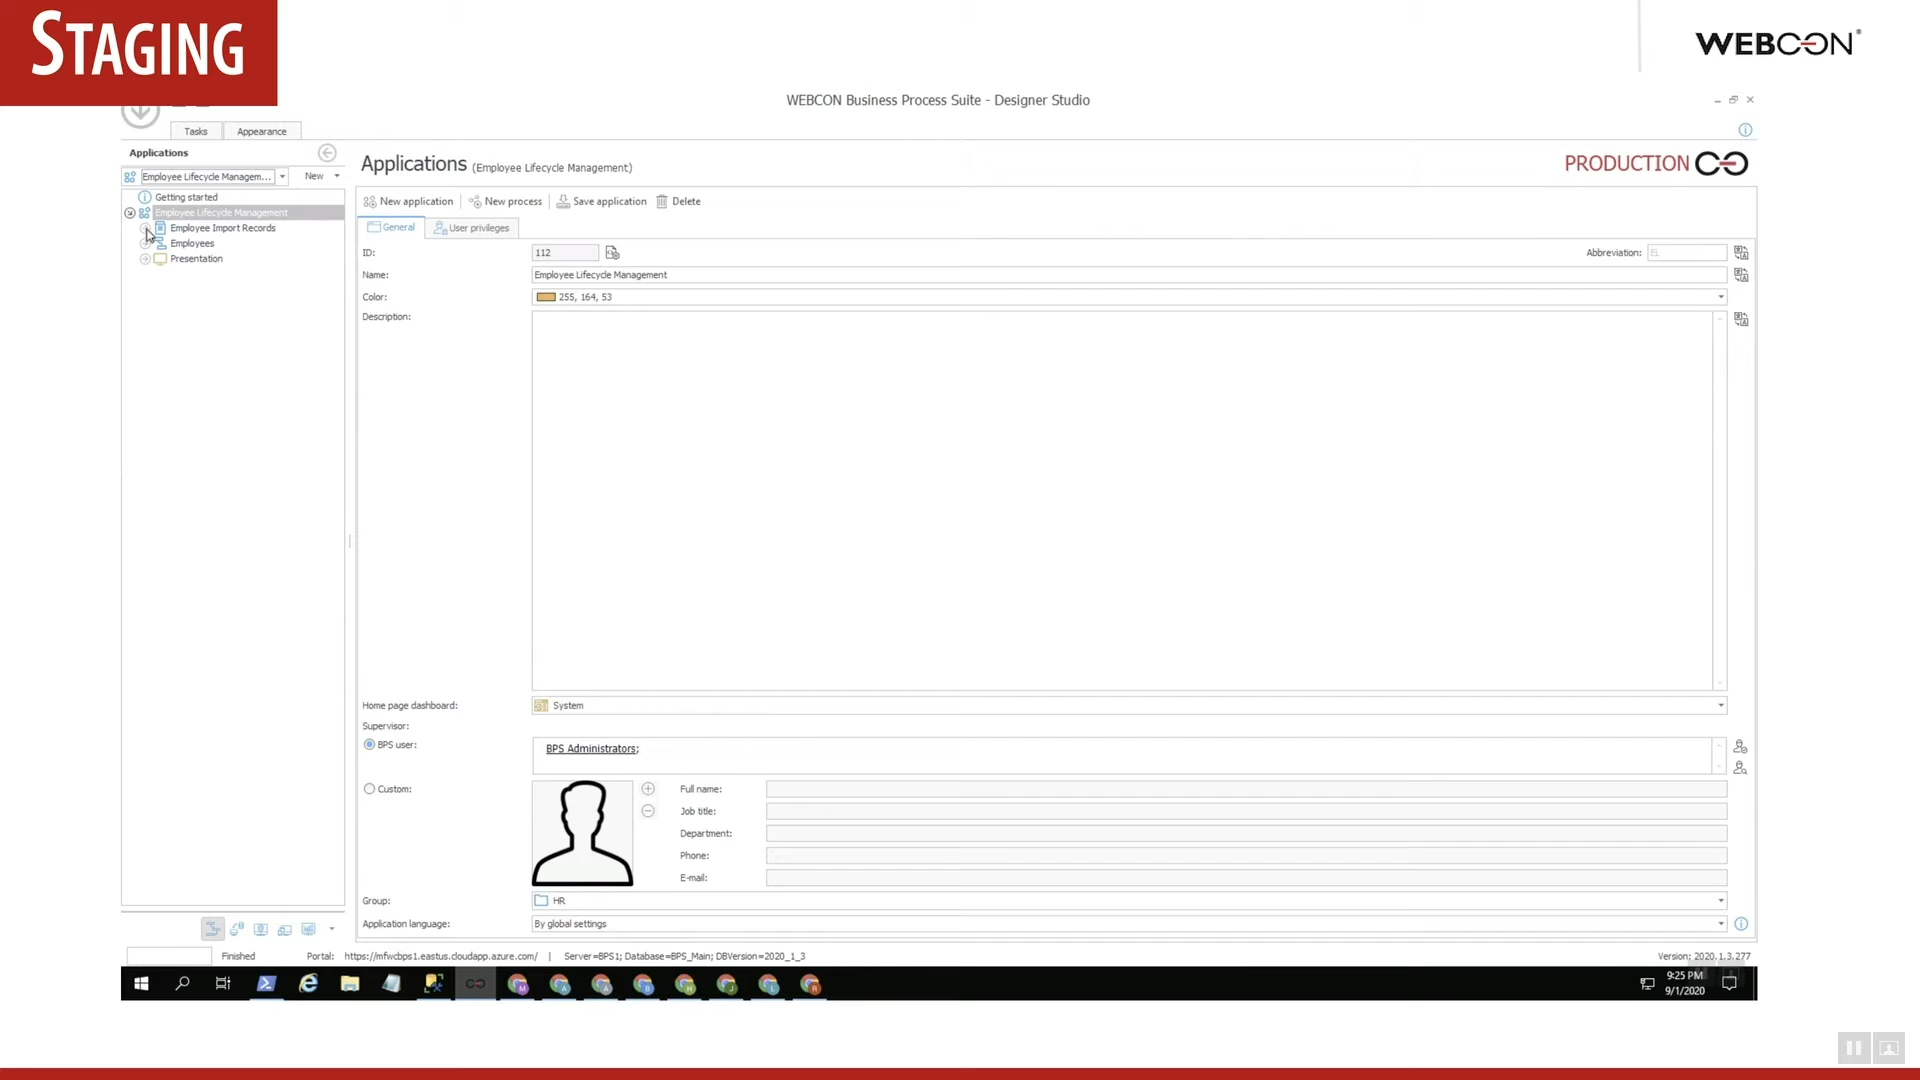 STAGING
WEBCON
WEBCON Business Process Suite - Designer Studio
Tasks
Appearance
Applications
Employee Lifecycle Managem...
New
Getting started
Employee Lifecycle Management
Employee Import Records
Employees
Presentation
Applications (Employee Lifecycle Management)
PRODUCTION
New application
New process
Save application
Delete
General
User privileges
ID:
112
Abbreviation:
EL
Name:
Employee Lifecycle Management
Color:
255, 164, 53
Description:
Home page dashboard:
System
Supervisor:
BPS user:
BPS Administrators;
Custom:
Full name:
Job title:
Department:
Phone:
E-mail:
Group:
HR
Application language:
By global settings
Finished
Portal: https://mfwcbps1.eastus.cloudapp.azure.com/ | Server=BPS1; Database=BPS_Main; DBVersion=2020_1_3
Version: 2020.1.3.277
M
A
A
B
H
J
L
R
9:25 PM
9/1/2020